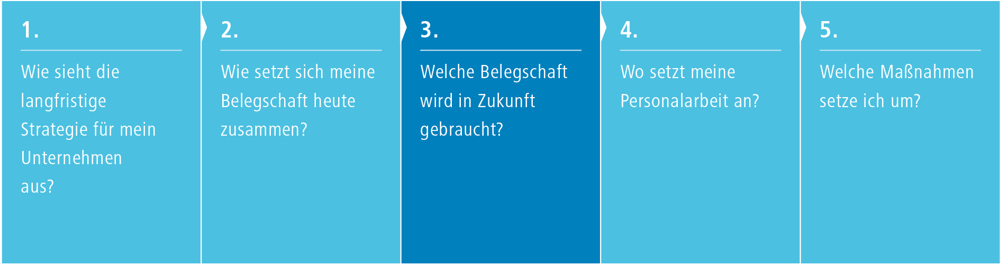 1.
Wie sieht die
langfristige
Strategie für mein
Unternehmen
aus?
2.
Wie setzt sich meine
Belegschaft heute
zusammen?
3.
Welche Belegschaft
wird in Zukunft
gebraucht?
4.
Wo setzt meine
Personalarbeit an?
5.
Welche Maßnahmen
setze ich um?